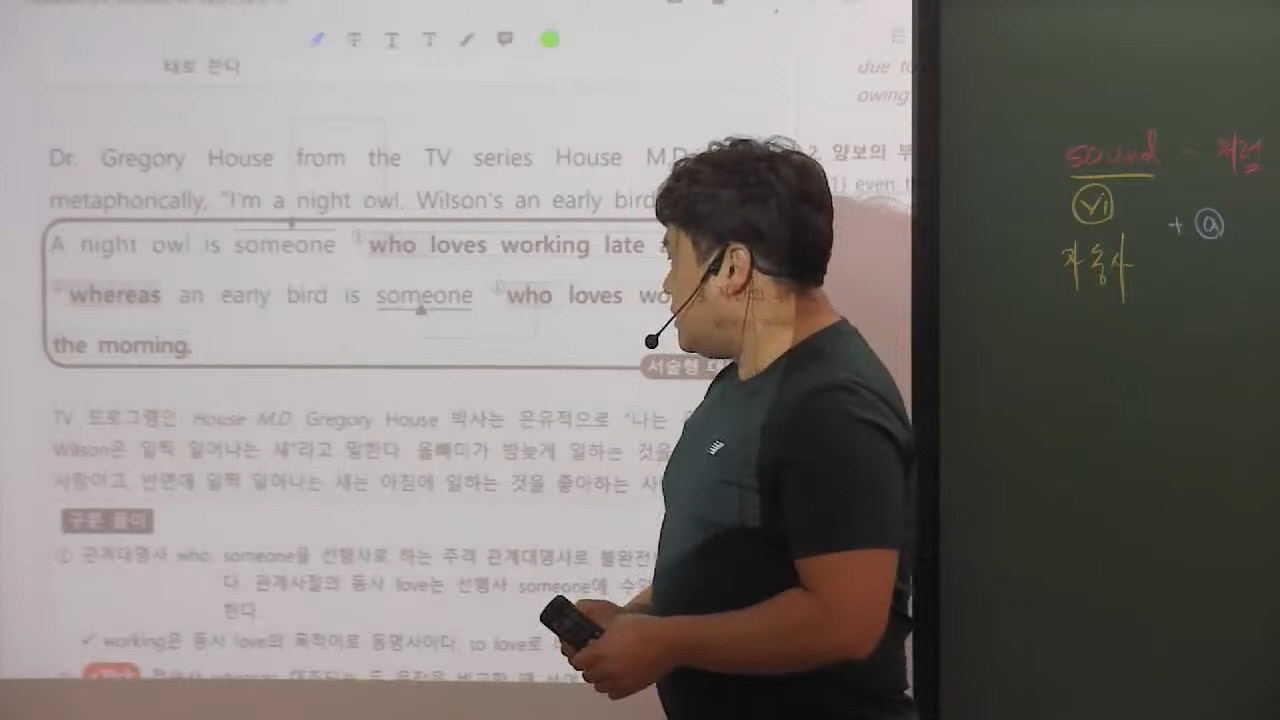 태로 한다
Dr. Gregory House from the TV series House M.D.
metaphorically, "I'm a night owl. Wilson's an early bird
A night owl is someone ①who loves working late
②whereas an early bird is someone ①who loves wo
the morning.
서술형 대
TV 프로그램인 House M.D. Gregory House 박사는 은유적으로 "나는
Wilson은 일찍 일어나는 새"라고 말한다. 올빼미가 밤늦게 일하는 것을
사람이고, 반면에 일찍 일어나는 새는 아침에 일하는 것을 좋아하는 사
구문 풀이
① 관계대명사 who: someone을 선행사로 하는 주격 관계대명사로 불완전
다. 관계사절의 동사 love는 선행사 someone에 수
한다.
✓ working은 동사 love의 목적어로 동명사이다. to love로
due to
owing
2. 양보의 부
1) even th
sound - 처럼
vi + a
자동사